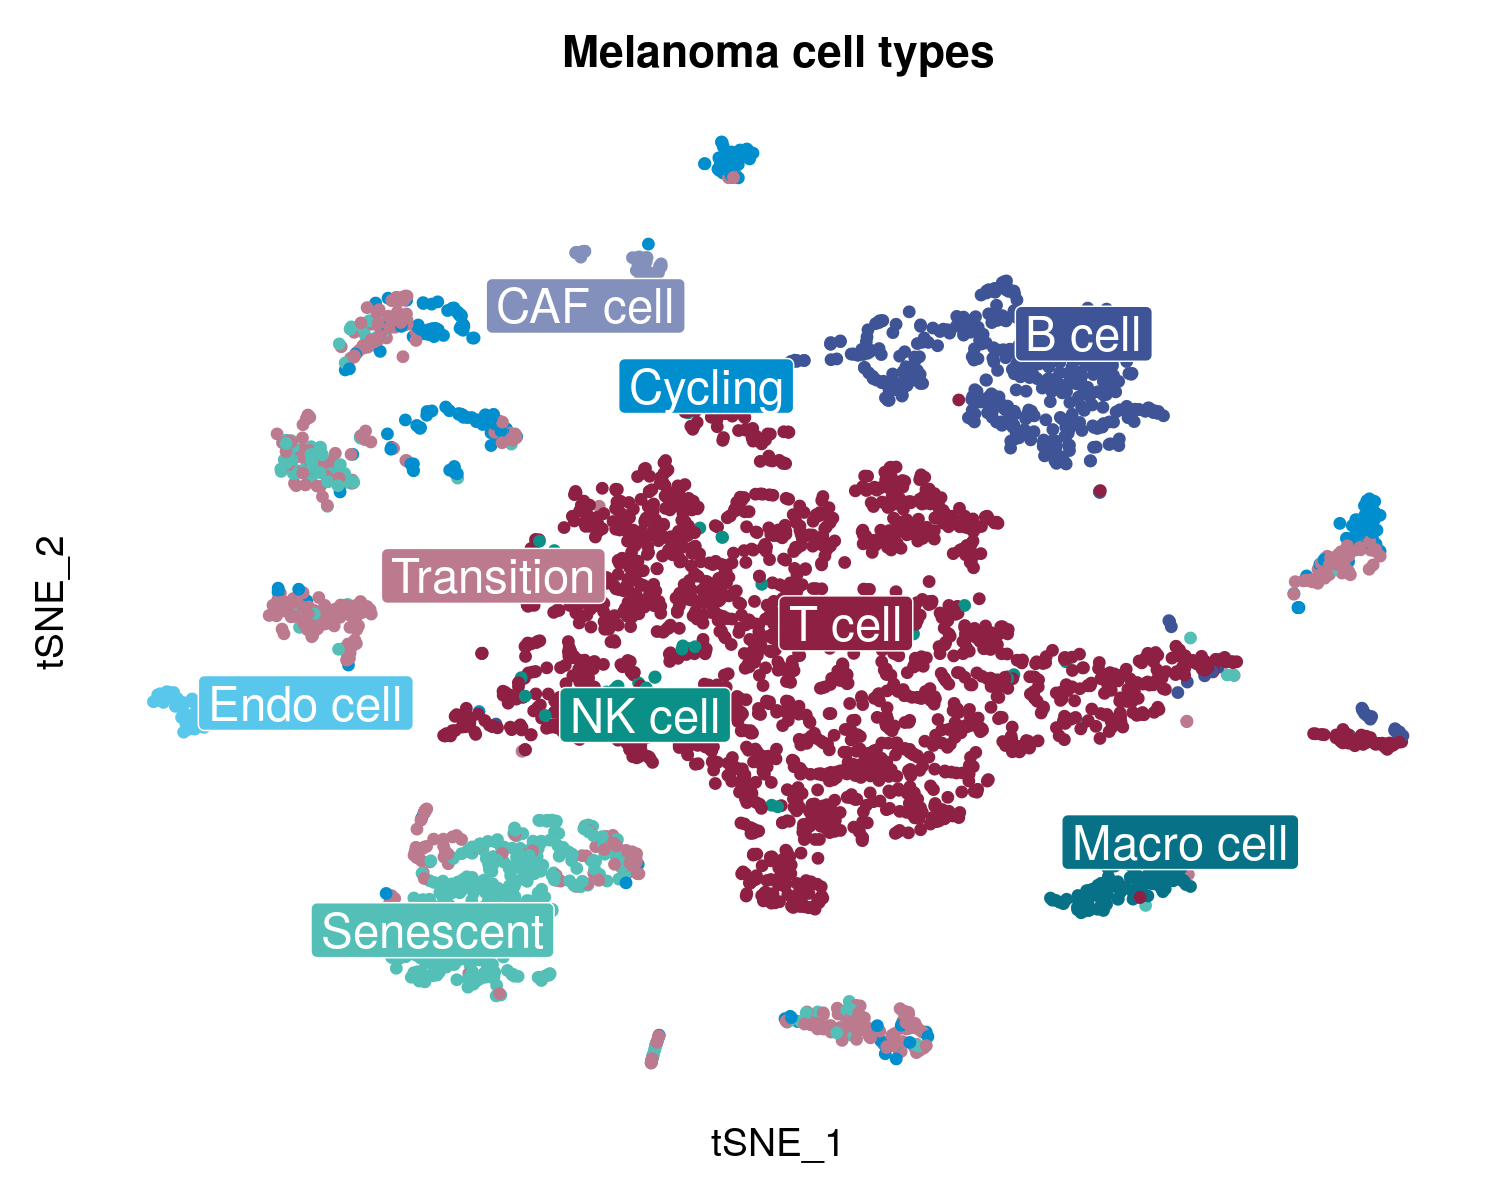 Melanoma cell types
CAF cell
B cell
Cycling
Transition
T cell
Endo cell
NK cell
Macro cell
Senescent
tSNE_2
tSNE_1